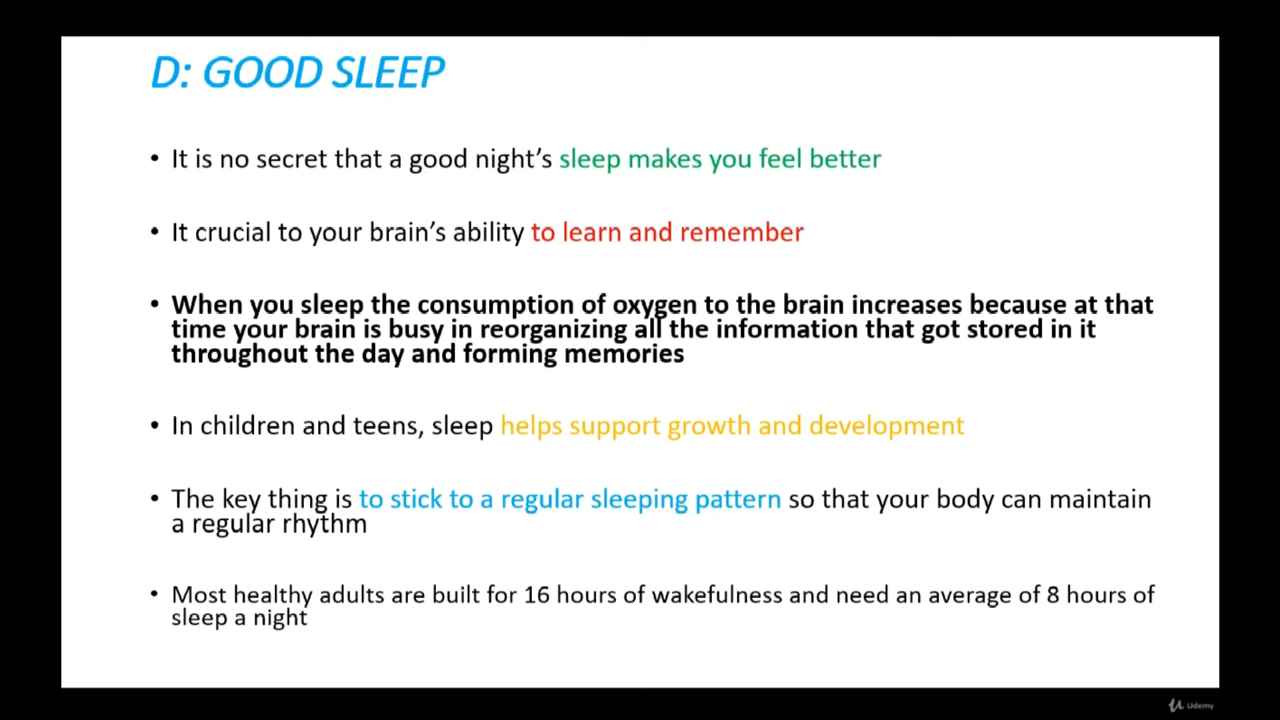 D: GOOD SLEEP
• It is no secret that a good night’s sleep makes you feel better
• It crucial to your brain’s ability to learn and remember
• When you sleep the consumption of oxygen to the brain increases because at that
time your brain is busy in reorganizing all the information that got stored in it
throughout the day and forming memories
• In children and teens, sleep helps support growth and development
• The key thing is to stick to a regular sleeping pattern so that your body can maintain
a regular rhythm
• Most healthy adults are built for 16 hours of wakefulness and need an average of 8 hours of
sleep a night
Udemy